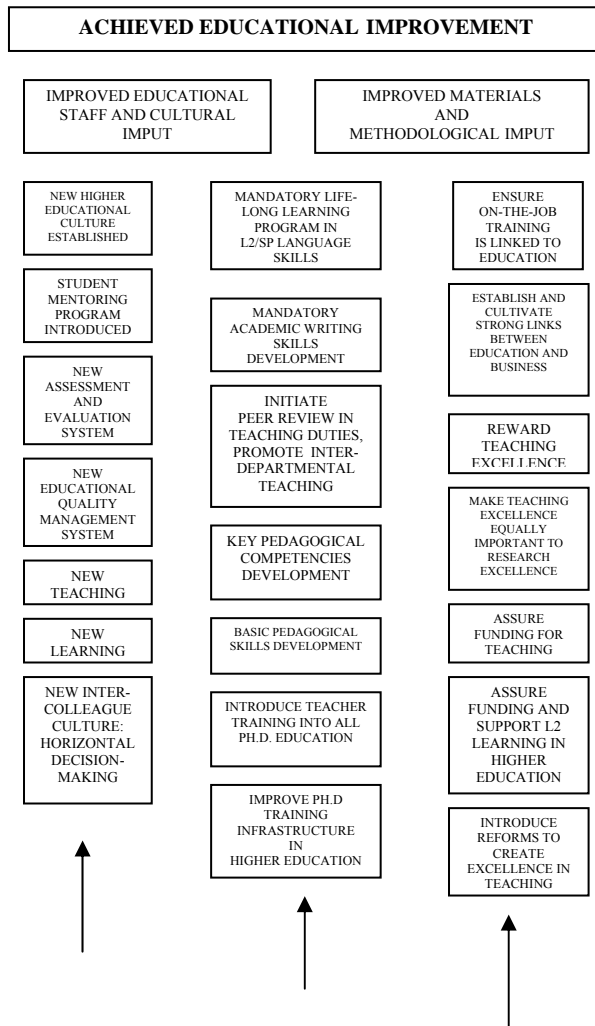 ACHIEVED EDUCATIONAL IMPROVEMENT
IMPROVED EDUCATIONAL
STAFF AND CULTURAL
IMPUT
IMPROVED MATERIALS
AND
METHODOLOGICAL IMPUT
NEW HIGHER
EDUCATIONAL
CULTURE
ESTABLISHED
STUDENT
MENTORING
PROGRAM
INTRODUCED
NEW
ASSESSMENT
AND
EVALUATION
SYSTEM
NEW
EDUCATIONAL
QUALITY
MANAGEMENT
SYSTEM
NEW
TEACHING
NEW
LEARNING
NEW INTER-
COLLEAGUE
CULTURE:
HORIZONTAL
DECISION-
MAKING
MANDATORY LIFE-
LONG LEARNING
PROGRAM IN
L2/SP LANGUAGE
SKILLS
MANDATORY
ACADEMIC WRITING
SKILLS
DEVELOPMENT
INITIATE
PEER REVIEW IN
TEACHING DUTIES,
PROMOTE INTER-
DEPARTMENTAL
TEACHING
KEY PEDAGOGICAL
COMPETENCIES
DEVELOPMENT
BASIC PEDAGOGICAL
SKILLS DEVELOPMENT
INTRODUCE TEACHER
TRAINING INTO ALL
PH.D. EDUCATION
IMPROVE PH.D
TRAINING
INFRASTRUCTURE
IN
HIGHER EDUCATION
ENSURE
ON-THE-JOB
TRAINING
IS LINKED TO
EDUCATION
ESTABLISH AND
CULTIVATE
STRONG LINKS
BETWEEN
EDUCATION AND
BUSINESS
REWARD
TEACHING
EXCELLENCE
MAKE TEACHING
EXCELLENCE
EQUALLY
IMPORTANT TO
RESEARCH
EXCELLENCE
ASSURE
FUNDING FOR
TEACHING
ASSURE
FUNDING AND
SUPPORT L2
LEARNING IN
HIGHER
EDUCATION
INTRODUCE
REFORMS TO
CREATE
EXCELLENCE IN
TEACHING